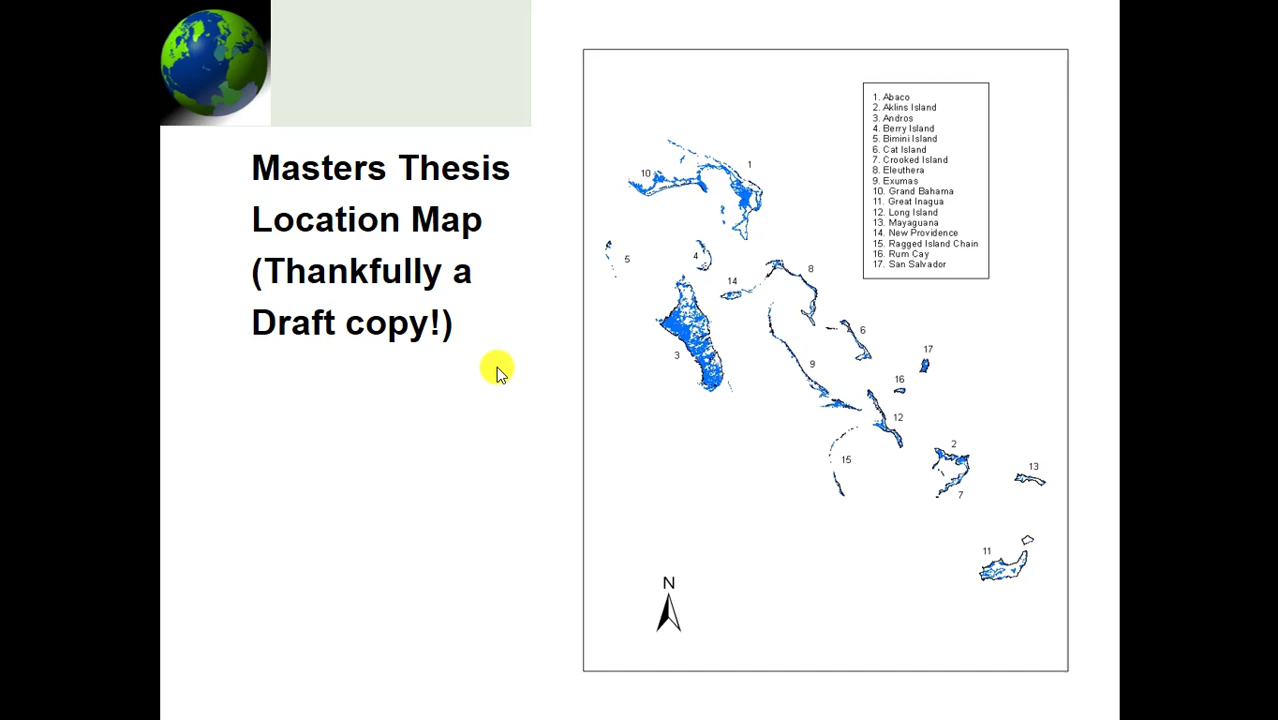 Masters Thesis
Location Map
(Thankfully a
Draft copy!)
1. Abaco
2. Aklins Island
3. Andros
4. Berry Island
5. Bimini Island
6. Cat Island
7. Crooked Island
8. Eleuthera
9. Exumas
10. Grand Bahama
11. Great Inagua
12. Long Island
13. Mayaguana
14. New Providence
15. Ragged Island Chain
16. Rum Cay
17. San Salvador
1
10
4
5
8
14
6
3
17
9
16
12
2
15
13
7
11
N